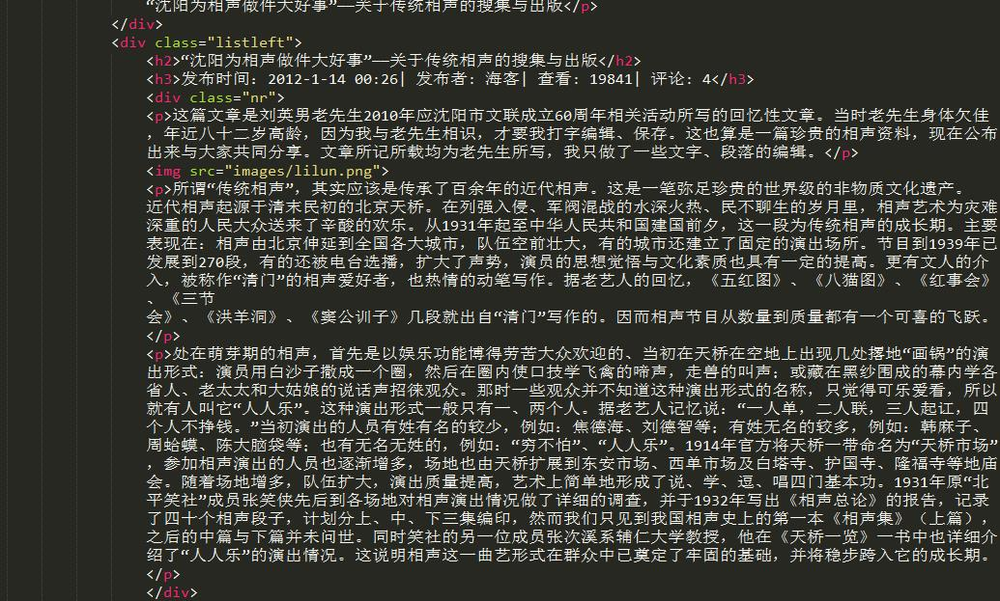 “沈阳为相声做件大好事”——关于传统相声的搜集与出版</p>
</div>
<div class="listleft">
<h2>“沈阳为相声做件大好事”——关于传统相声的搜集与出版</h2>
<h3>发布时间: 2012-1-14 00:26| 发布者: 海客| 查看: 19841| 评论: 4</h3>
<div class="nr">
<p>这篇文章是刘英男老先生2010年应沈阳市文联成立60周年相关活动所写的回忆性文章。当时老先生身体欠佳
，年近八十二岁高龄，因为我与老先生相识，才要我打字编辑、保存。这也算是一篇珍贵的相声资料，现在公布
出来与大家共同分享。文章所记所载均为老先生所写，我只做了一些文字、段落的编辑。</p>
<img src="images/lilun.png">
<p>所谓“传统相声”，其实应该是传承了百余年的近代相声。这是一笔弥足珍贵的世界级的非物质文化遗产。
近代相声起源于清末民初的北京天桥。在列强入侵、军阀混战的水深火热、民不聊生的岁月里，相声艺术为灾难
深重的人民大众送来了辛酸的欢乐。从1931年起至中华人民共和国建国前夕，这一段为传统相声的成长期。主要
表现在：相声由北京伸延到全国各大城市，队伍空前壮大，有的城市还建立了固定的演出场所。节目到1939年已
发展到270段，有的还被电台选播，扩大了声势，演员的思想觉悟与文化素质也具有一定的提高。更有文人的介
入，被称作“清门”的相声爱好者，也热情的动笔写作。据老艺人的回忆，《五红图》、《八猫图》、《红事会》
、《三节
会》、《洪羊洞》、《窦公训子》几段就出自“清门”写作的。因而相声节目从数量到质量都有一个可喜的飞跃。
</p>
<p>处在萌芽期的相声，首先是以娱乐功能博得劳苦大众欢迎的、当初在天桥在空地上出现几处撂地“画锅”的演
出形式：演员用白沙子撒成一个圈，然后在圈内使口技学飞禽的啼声，走兽的叫声；或藏在黑纱围成的幕内学各
省人、老太太和大姑娘的说话声招徕观众。那时一些观众并不知道这种演出形式的名称，只觉得可乐爱看，所以
就有人叫它“人人乐”。这种演出形式一般只有一、两个人。据老艺人记忆说：“一人单，二人联，三人起讧，四
个人不挣钱。”当初演出的人员有姓有名的较少，例如：焦德海、刘德智等；有姓无名的较多，例如：韩麻子、
周蛤蟆、陈大脑袋等；也有无名无姓的，例如：“穷不怕”、“人人乐”。1914年官方将天桥一带命名为“天桥市场”
，参加相声演出的人员也逐渐增多，场地也由天桥扩展到东安市场、西单市场及白塔寺、护国寺、隆福寺等地庙
会。随着场地增多，队伍扩大，演出质量提高，艺术上简单地形成了说、学、逗、唱四门基本功。1931年原“北
平笑社”成员张笑侠先后到各场地对相声演出情况做了详细的调查，并于1932年写出《相声总论》的报告，记录
了四十个相声段子，计划分上、中、下三集编印，然而我们只见到我国相声史上的第一本《相声集》（上篇），
之后的中篇与下篇并未问世。同时笑社的另一位成员张次溪系辅仁大学教授，他在《天桥一览》一书中也详细介
绍了“人人乐”的演出情况。这说明相声这一曲艺形式在群众中已奠定了牢固的基础，并将稳步跨入它的成长期。
</p>
</div>